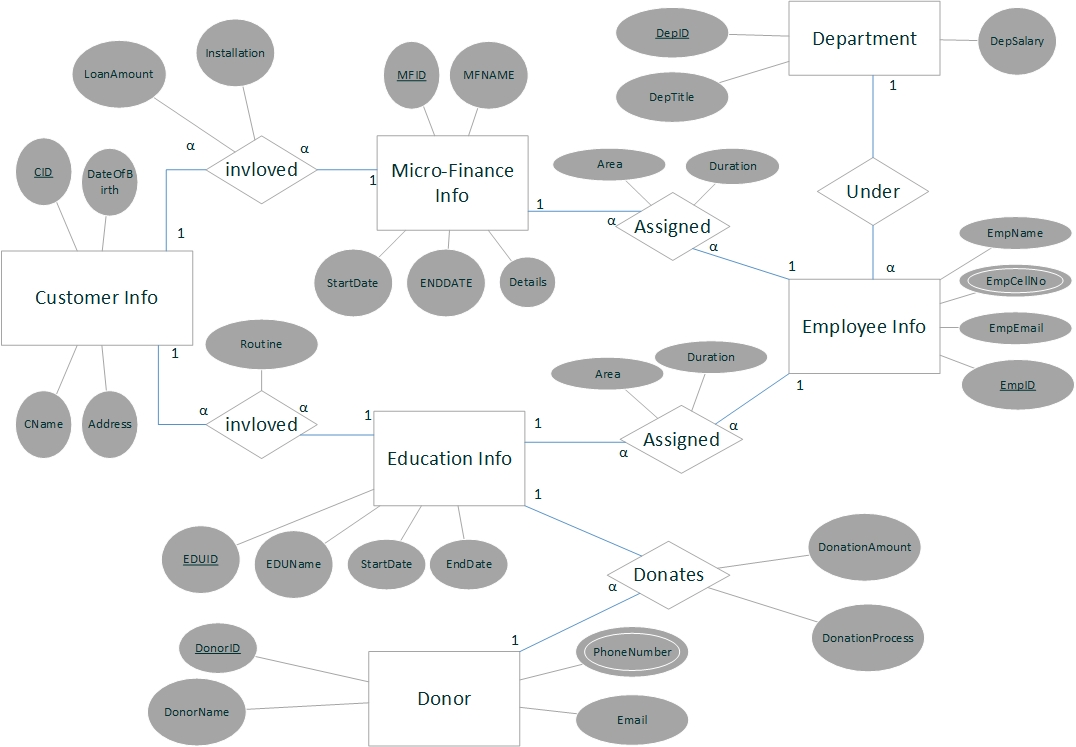 DepID
Department
DepSalary
DepTitle
1
LoanAmount
Installation
MFID
MFNAME
α
invloved
α
1
Micro-Finance
Info
1
Area
Duration
α
Assigned
α
1
Under
α
CID
DateOfB
irth
1
StartDate
ENDDATE
Details
EmpName
EmpCellNo
EmpEmail
EmpID
Customer Info
Employee Info
1
1
CName
Address
Routine
α
invloved
α
1
Education Info
1
Area
Duration
α
Assigned
α
1
EDUID
EDUName
StartDate
EndDate
Donates
α
DonationAmount
DonationProcess
1
DonorID
DonorName
Donor
PhoneNumber
Email